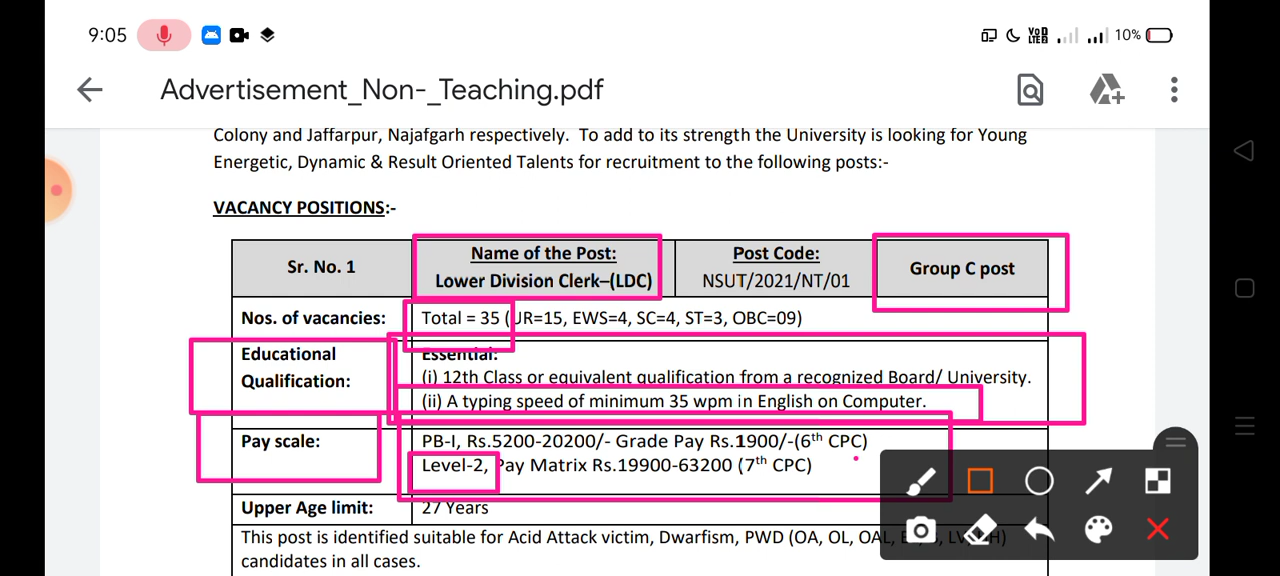 9:05
VoD LTE2
10%
Advertisement_Non-_Teaching.pdf
Colony and Jaffarpur, Najafgarh respectively. To add to its strength the University is looking for Young
Energetic, Dynamic & Result Oriented Talents for recruitment to the following posts:-
VACANCY POSITIONS:-
Sr. No. 1
Name of the Post:
Lower Division Clerk–(LDC)
Post Code:
NSUT/2021/NT/01
Group C post
Nos. of vacancies:
Total = 35 (UR=15, EWS=4, SC=4, ST=3, OBC=09)
Educational
Qualification:
Essential:
(i) 12th Class or equivalent qualification from a recognized Board/ University.
(ii) A typing speed of minimum 35 wpm in English on Computer.
Pay scale:
PB-I, Rs.5200-20200/- Grade Pay Rs.1900/-(6th CPC)
Level-2, Pay Matrix Rs.19900-63200 (7th CPC)
Upper Age limit:
27 Years
This post is identified suitable for Acid Attack victim, Dwarfism, PWD (OA, OL, OAL,
candidates in all cases.